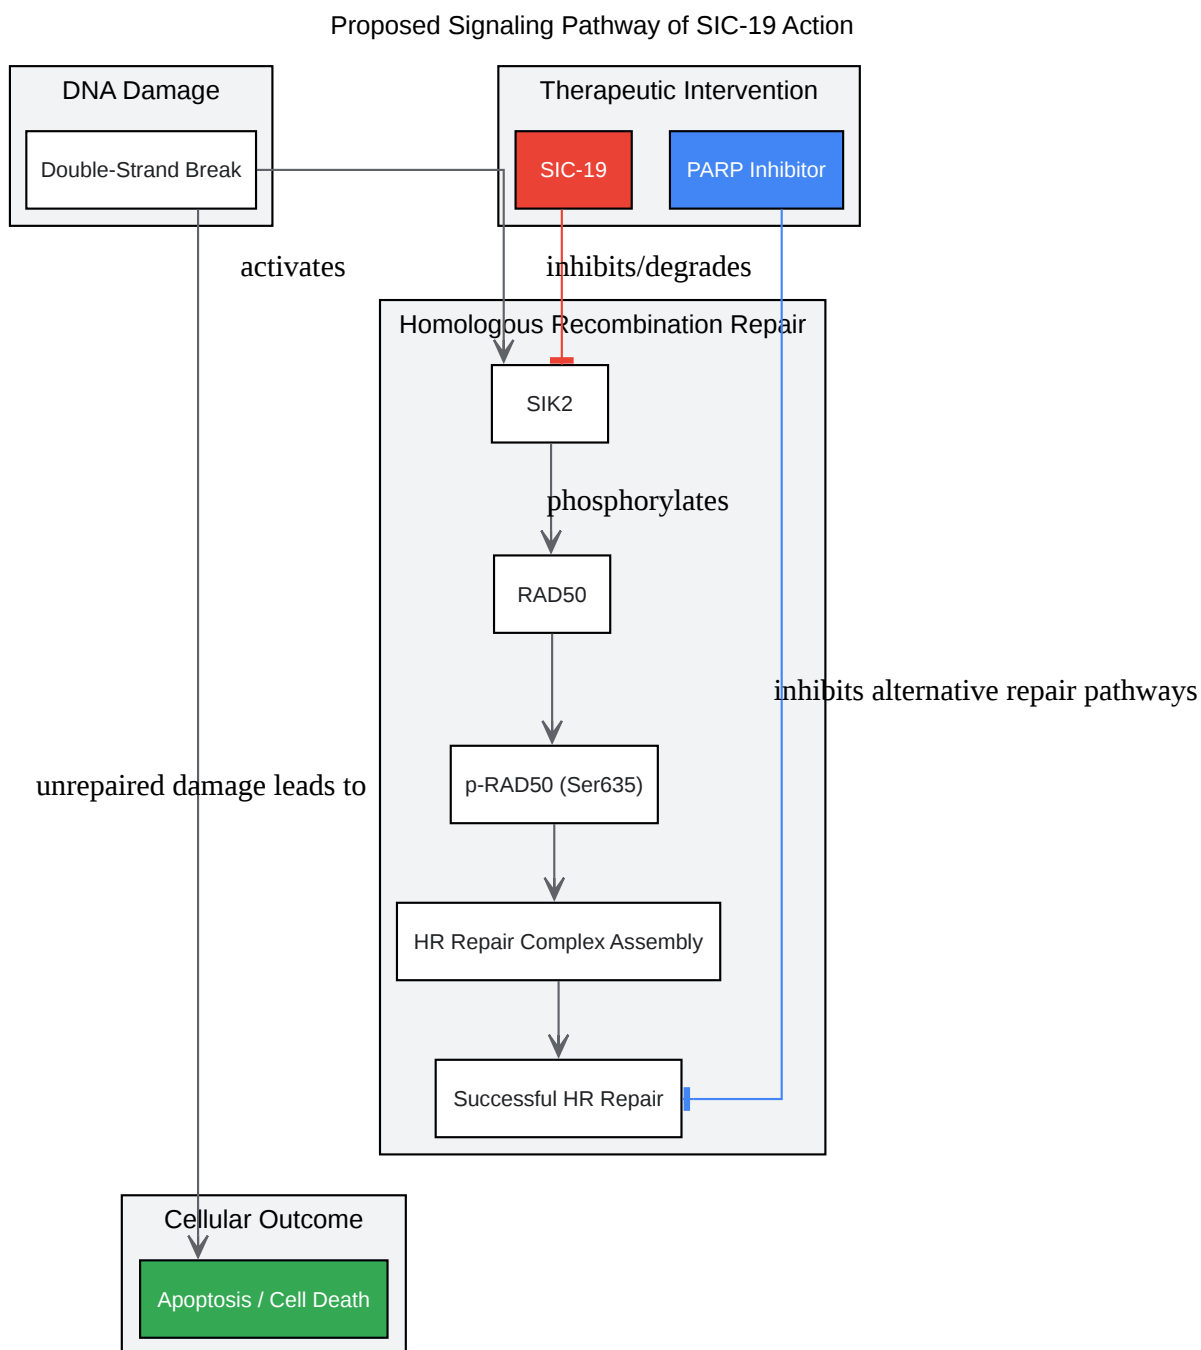 Proposed Signaling Pathway of SIC-19 Action
DNA Damage
Therapeutic Intervention
Double-Strand Break
SIC-19
PARP Inhibitor
activates
inhibits/degrades
Homologous Recombination Repair
SIK2
phosphorylates
RAD50
inhibits alternative repair pathways
unrepaired damage leads to
p-RAD50 (Ser635)
HR Repair Complex Assembly
Successful HR Repair
Cellular Outcome
Apoptosis / Cell Death